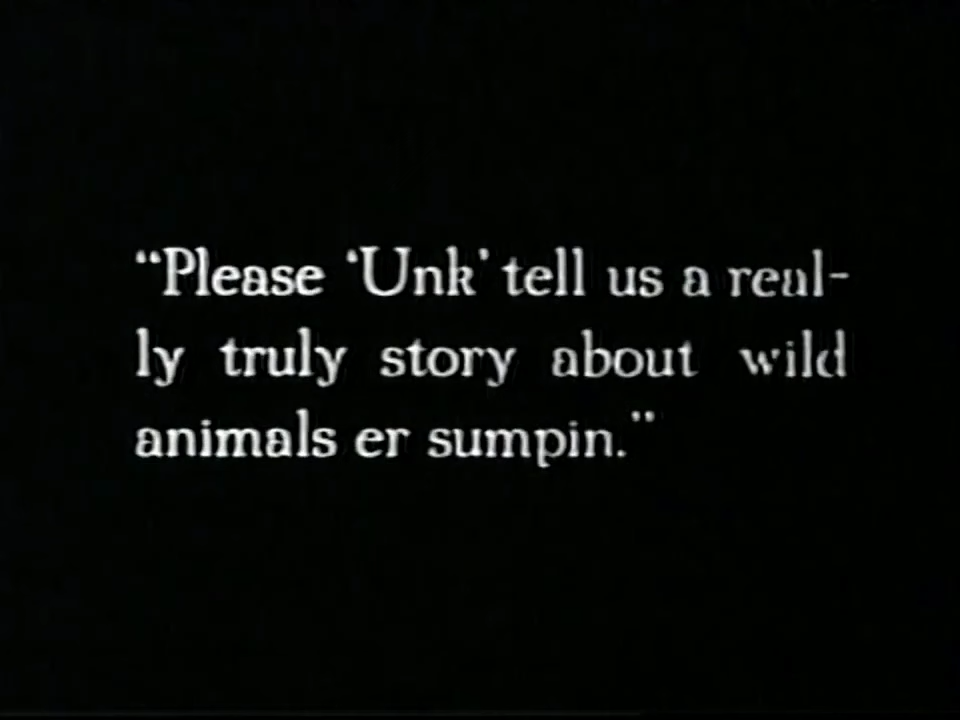 “Please ‘Unk’ tell us a real-
ly truly story about wild
animals er sumpin.”